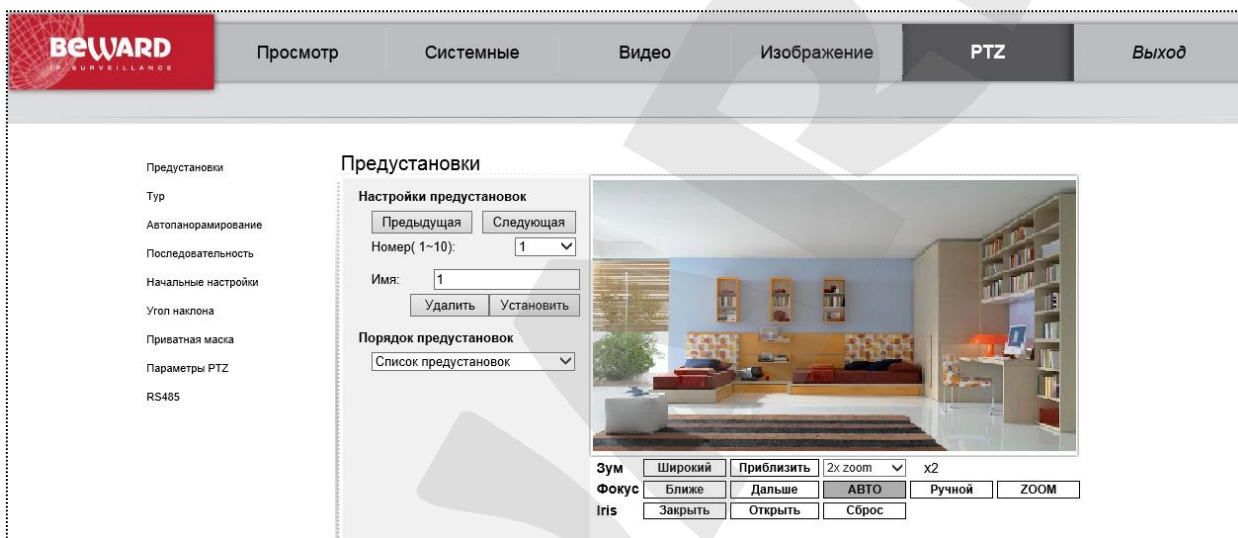 BEWARD
IP SURVEILLANCE
Просмотр
Системные
Видео
Изображение
PTZ
Выход
Предустановки
Тур
Автопанорамирование
Последовательность
Начальные настройки
Угол наклона
Приватная маска
Параметры PTZ
RS485
Предустановки
Настройки предустановок
Предыдущая Следующая
Номер( 1~10): 1
Имя: 1
Удалить Установить
Порядок предустановок
Список предустановок
Зум Широкий Приблизить 2x zoom x2
Фокус Ближе Дальше АВТО Ручной ZOOM
Iris Закрыть Открыть Сброс